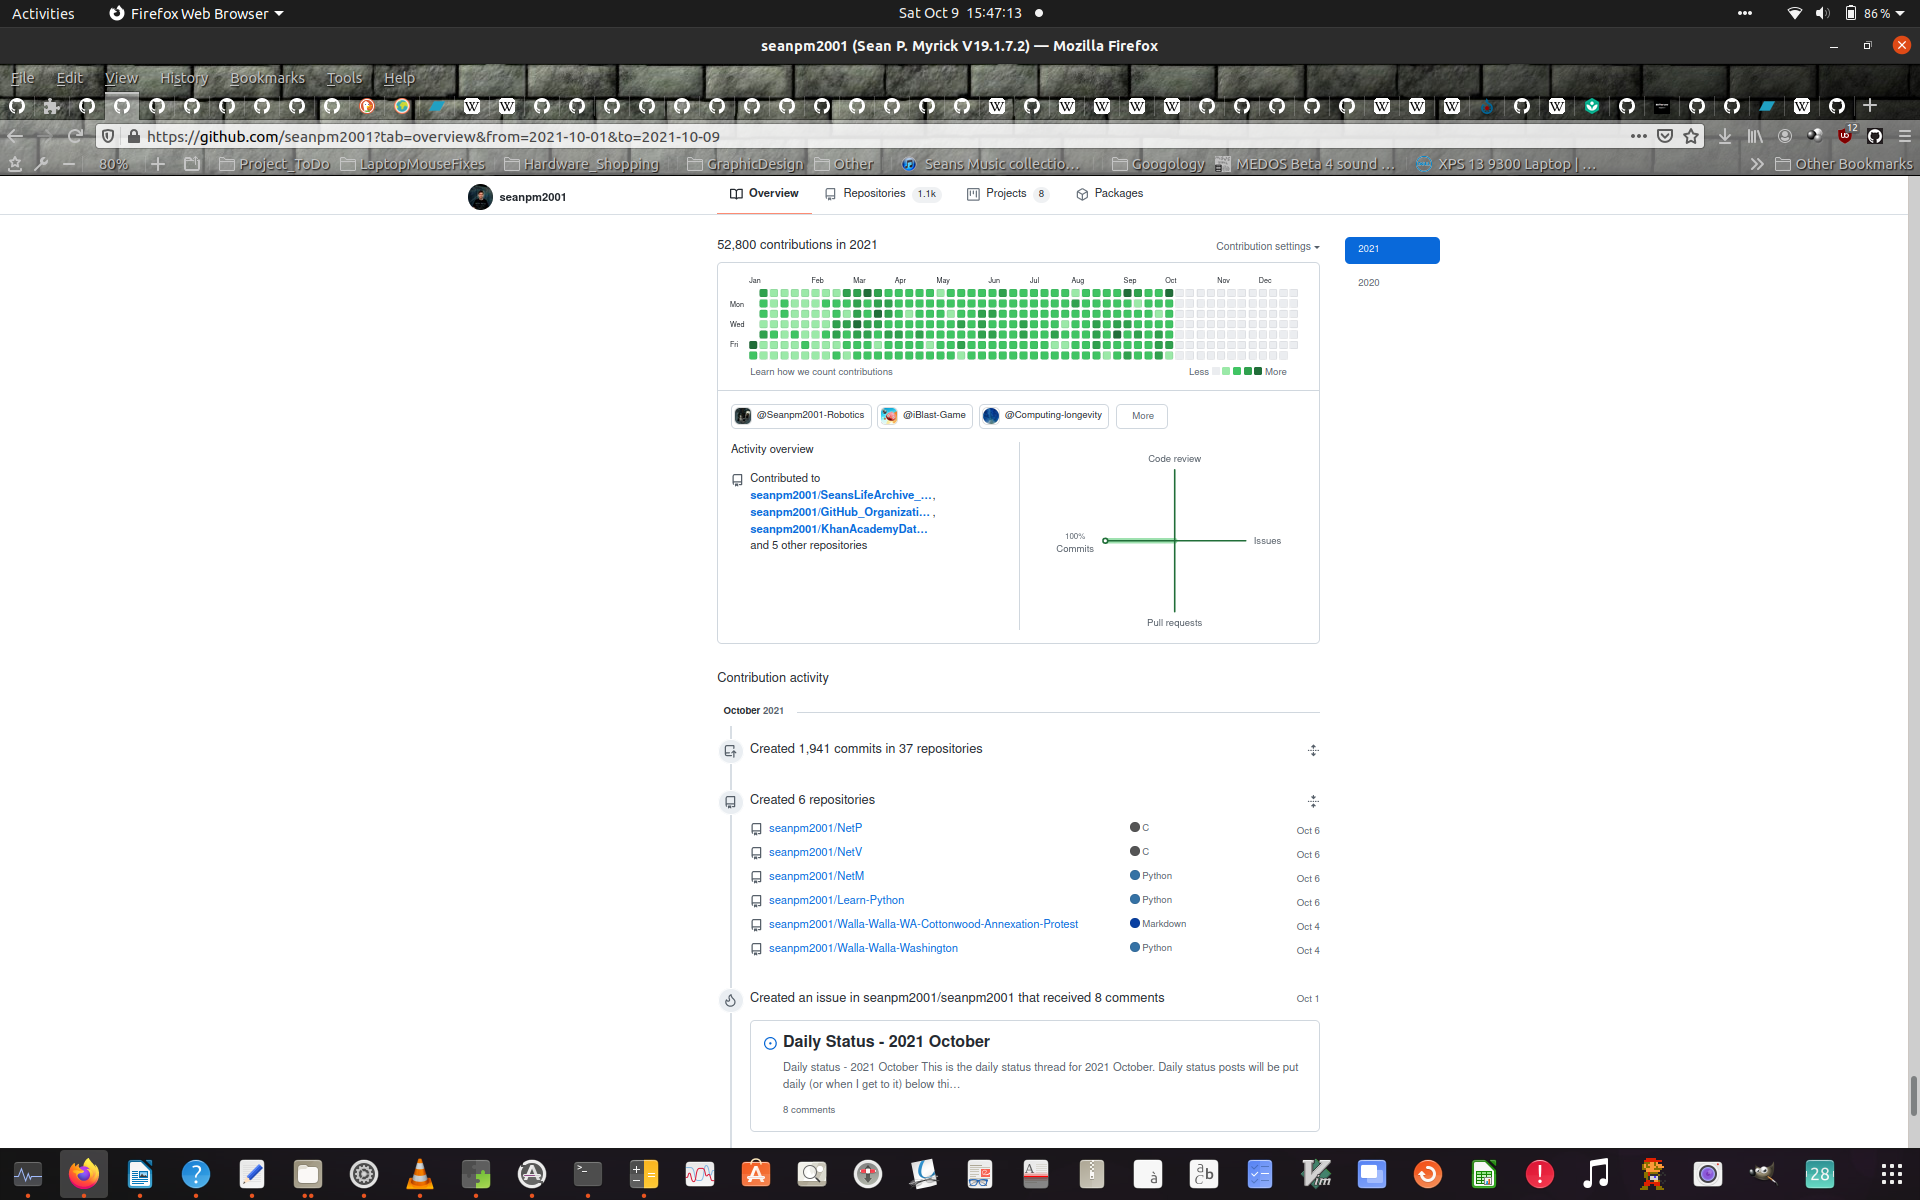 Activities Firefox Web Browser Sat Oct 9 15:47:13 86%
seanpm2001 (Sean P. Myrick V19.1.7.2) — Mozilla Firefox
File Edit View History Bookmarks Tools Help
https://github.com/seanpm2001?tab=overview&from=2021-10-01&to=2021-10-09 12
80% Project_ToDo LaptopMouseFixes Hardware_Shopping GraphicDesign Other Seans Music collectio... Googology MEDOS Beta 4 sound ... XPS 13 9300 Laptop | ... Other Bookmarks
seanpm2001 Overview Repositories 1.1k Projects 8 Packages
52,800 contributions in 2021 Contribution settings 2021
2020
Jan Feb Mar Apr May Jun Jul Aug Sep Oct Nov Dec
Mon
Wed
Fri
Learn how we count contributions Less More
@Seanpm2001-Robotics @iBlast-Game @Computing-longevity More
Activity overview
Contributed to
seanpm2001/SeansLifeArchive_... ,
seanpm2001/GitHub_Organizati... ,
seanpm2001/KhanAcademyDat...
and 5 other repositories
Code review
100%
Commits
Issues
Pull requests
Contribution activity
October 2021
Created 1,941 commits in 37 repositories
Created 6 repositories
seanpm2001/NetP C Oct 6
seanpm2001/NetV C Oct 6
seanpm2001/NetM Python Oct 6
seanpm2001/Learn-Python Python Oct 6
seanpm2001/Walla-Walla-WA-Cottonwood-Annexation-Protest Markdown Oct 4
seanpm2001/Walla-Walla-Washington Python Oct 4
Created an issue in seanpm2001/seanpm2001 that received 8 comments Oct 1
Daily Status - 2021 October
Daily status - 2021 October This is the daily status thread for 2021 October. Daily status posts will be put
daily (or when I get to it) below thi...
8 comments
28